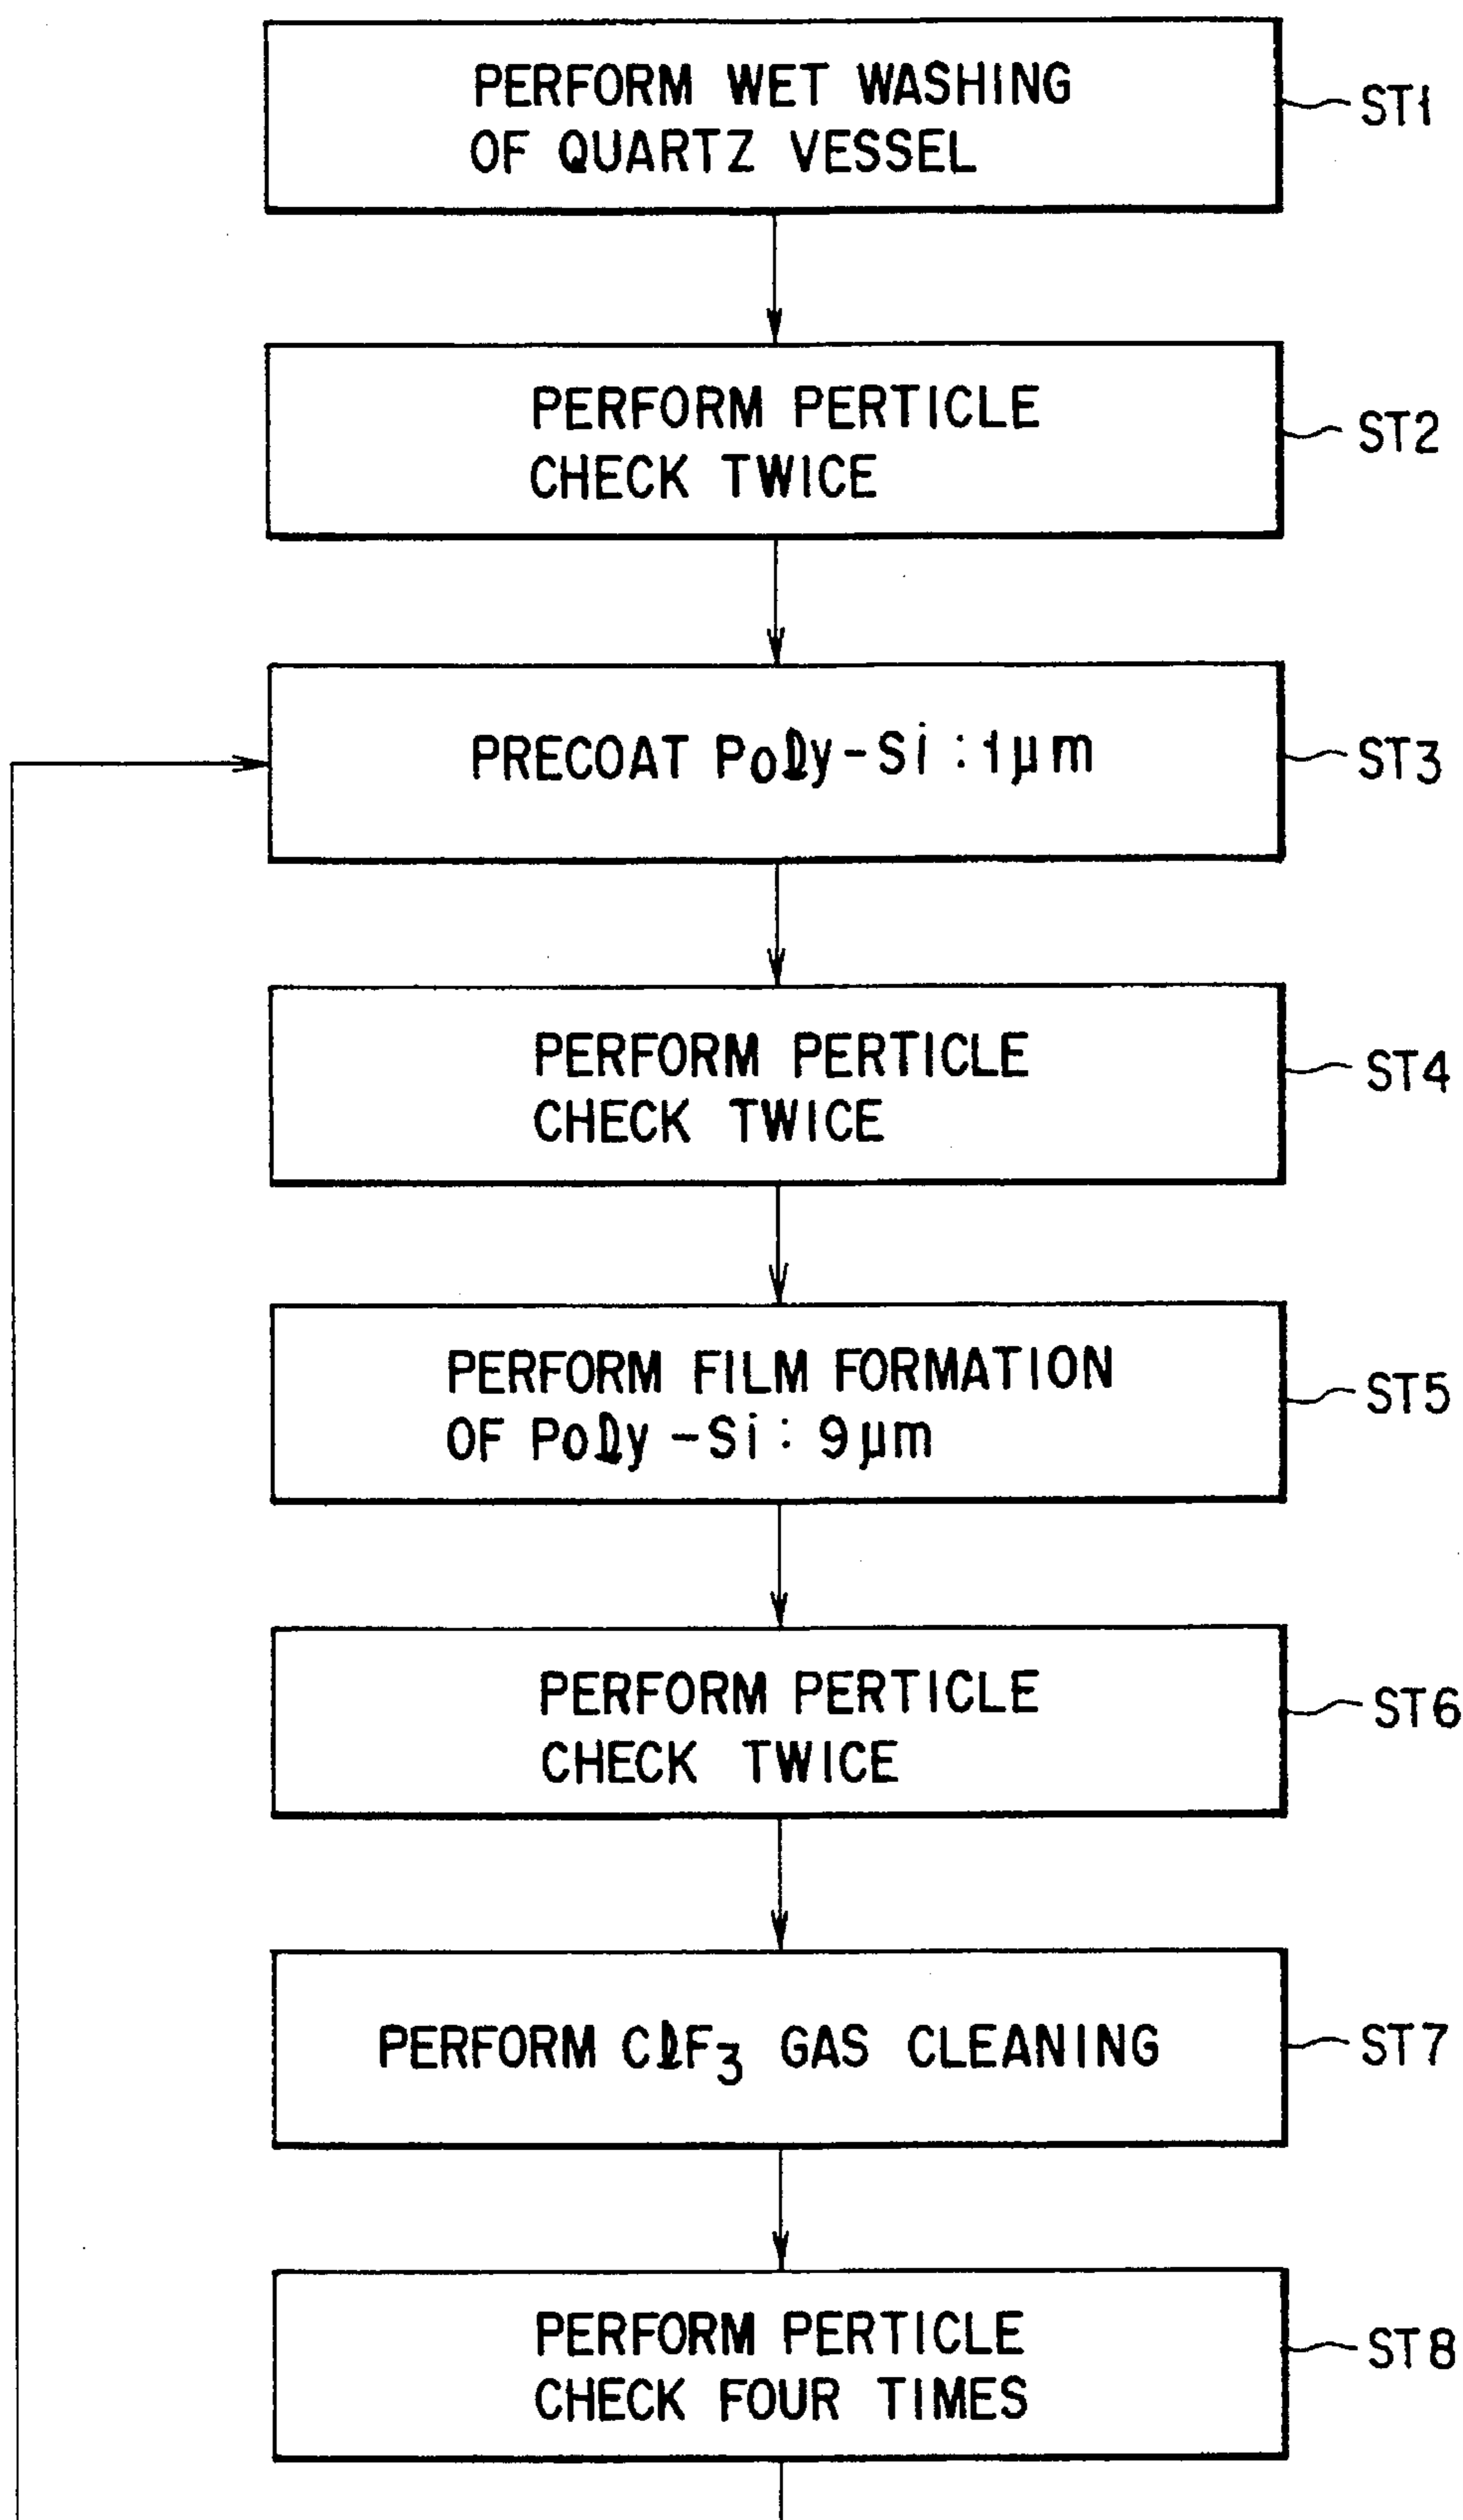 PERFORM WET WASHING
OF QUARTZ VESSEL
ST1
PERFORM PERTICLE
CHECK TWICE
ST2
PRECOAT Poly-Si : 1μm
ST3
PERFORM PERTICLE
CHECK TWICE
ST4
PERFORM FILM FORMATION
OF Poly-Si : 9μm
ST5
PERFORM PERTICLE
CHECK TWICE
ST6
PERFORM ClF₃ GAS CLEANING
ST7
PERFORM PERTICLE
CHECK FOUR TIMES
ST8